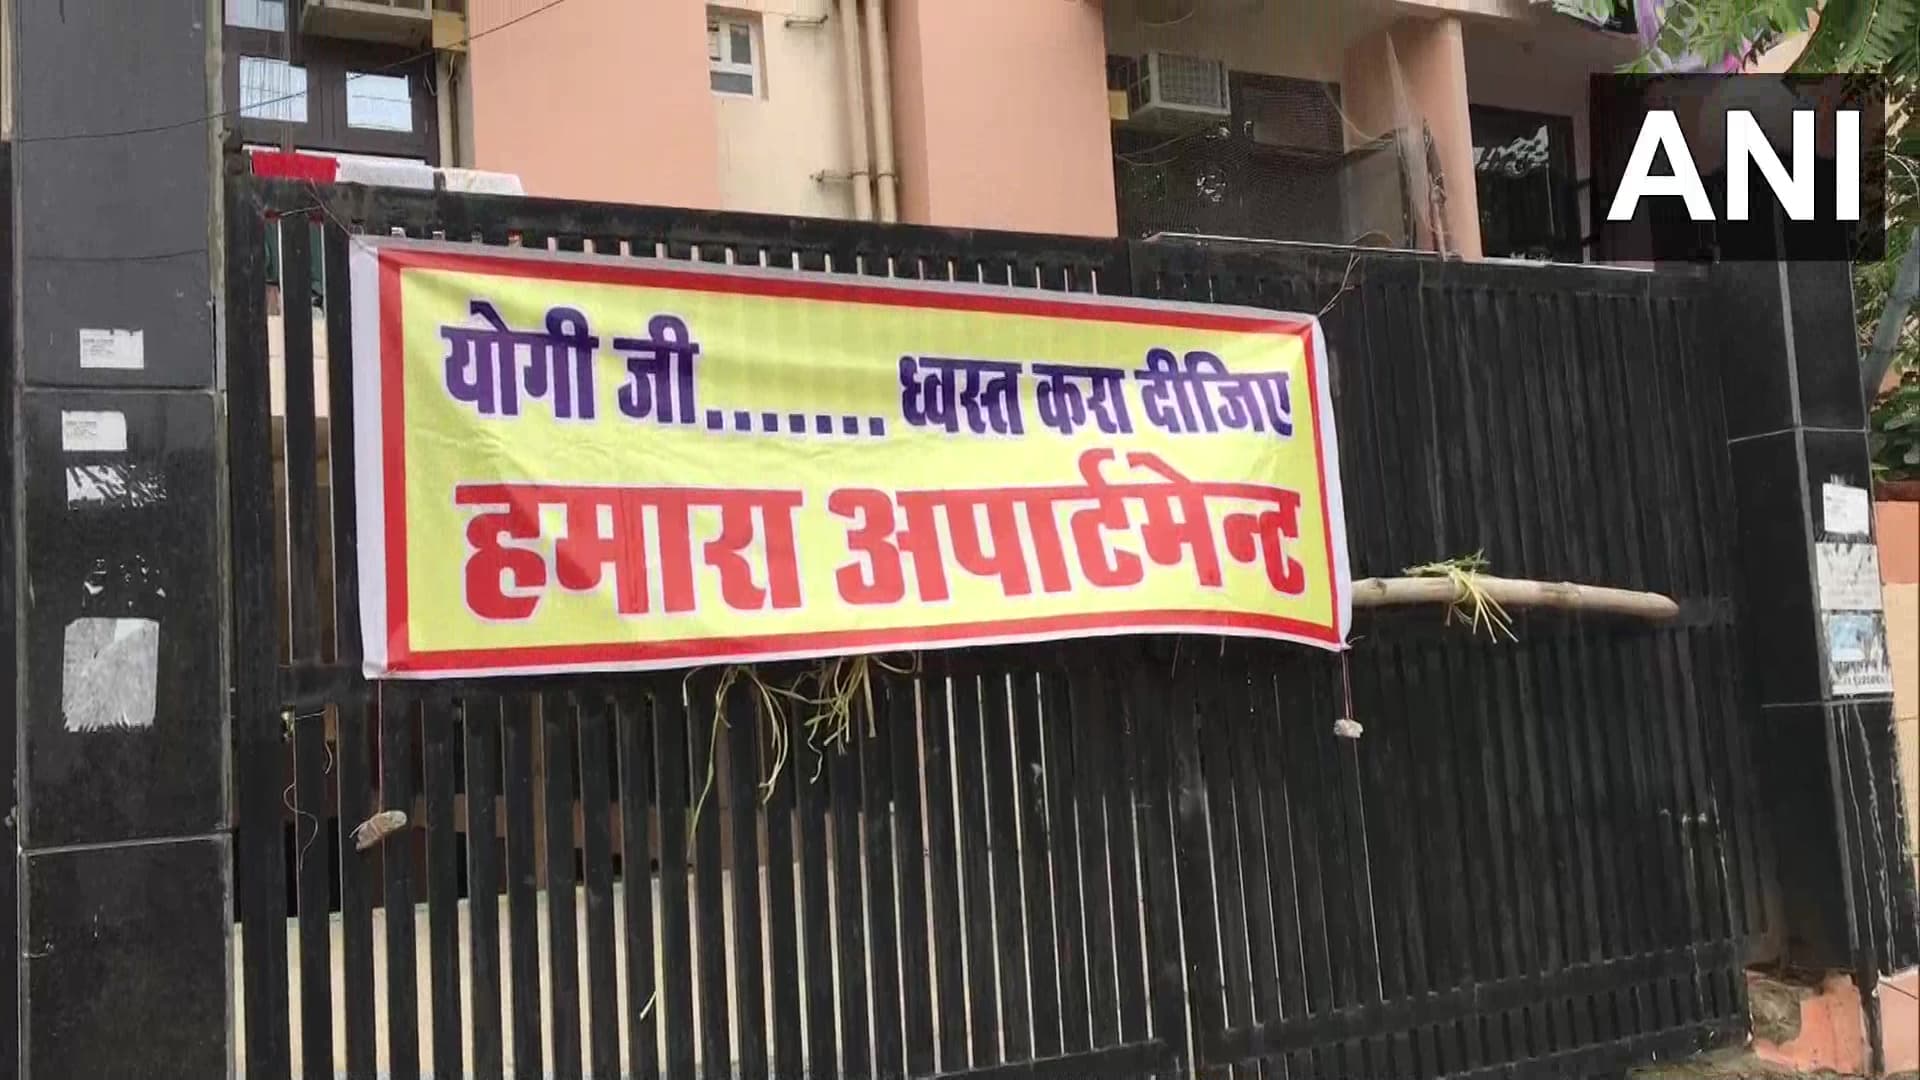 ANI
योगी जी....... ध्वस्त करा दीजिए
हमारा अपार्टमेन्ट